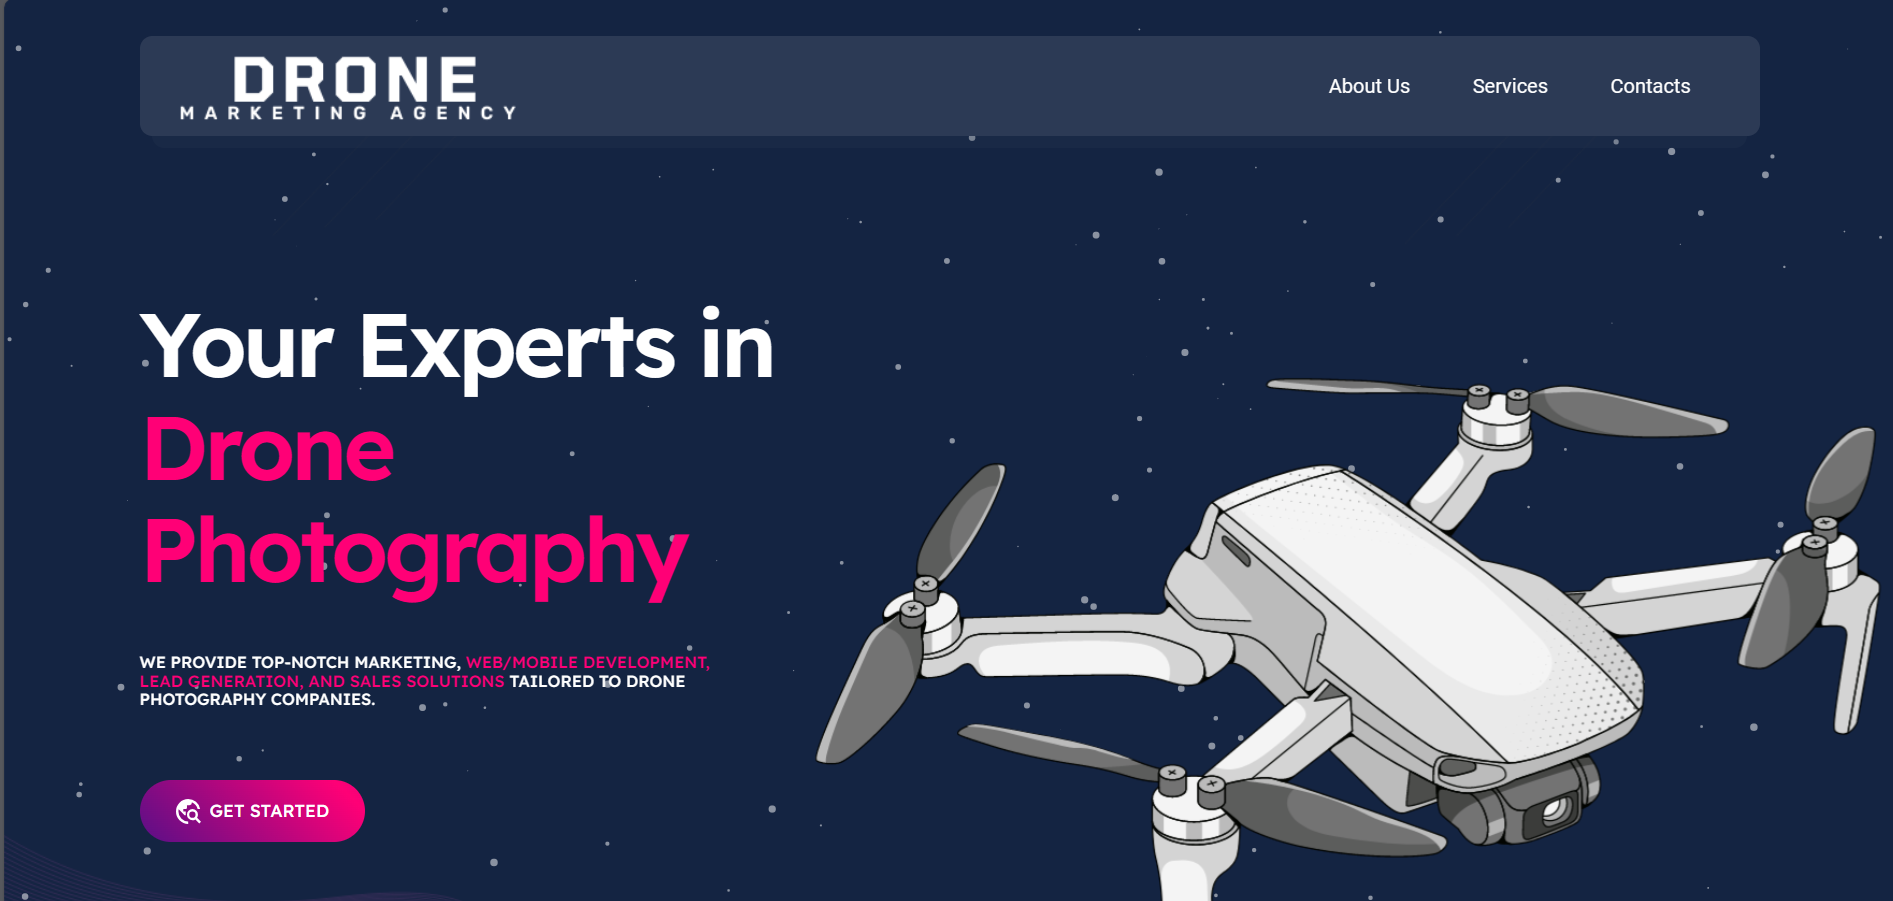 DRONE
MARKETING AGENCY
About Us
Services
Contacts
Your Experts in
Drone
Photography
WE PROVIDE TOP-NOTCH MARKETING, WEB/MOBILE DEVELOPMENT,
LEAD GENERATION, AND SALES SOLUTIONS TAILORED TO DRONE
PHOTOGRAPHY COMPANIES.
GET STARTED